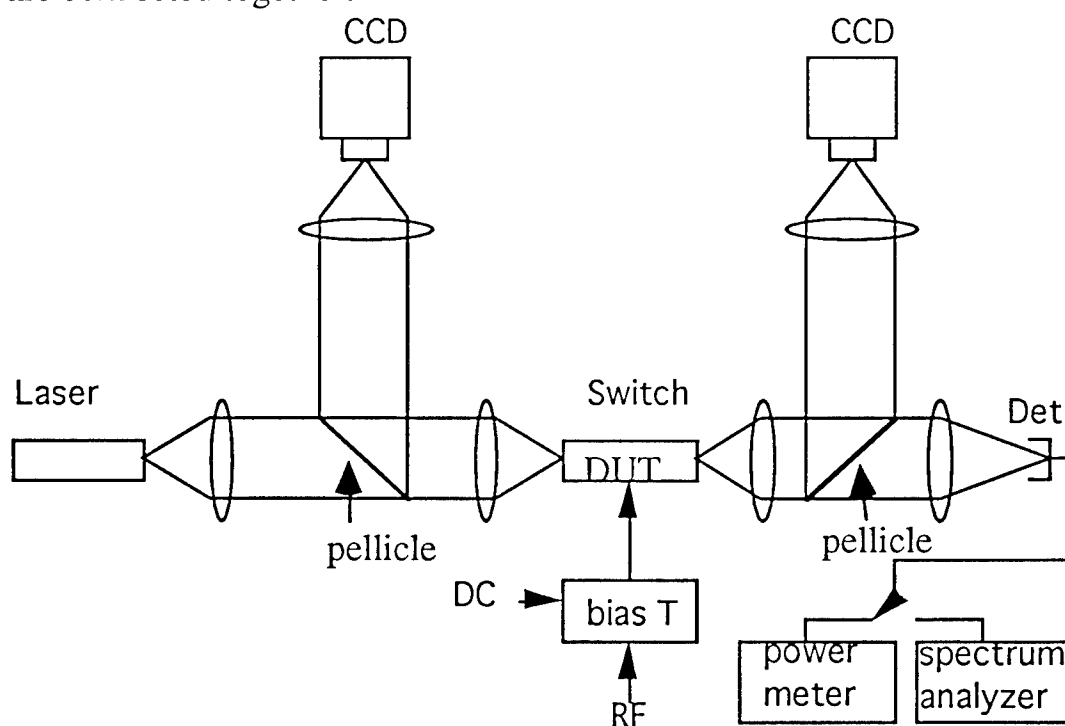 CCD
CCD
Laser
Switch
Det
DUT
pellicle
pellicle
DC
bias T
RF
power
meter
spectrum
analyzer